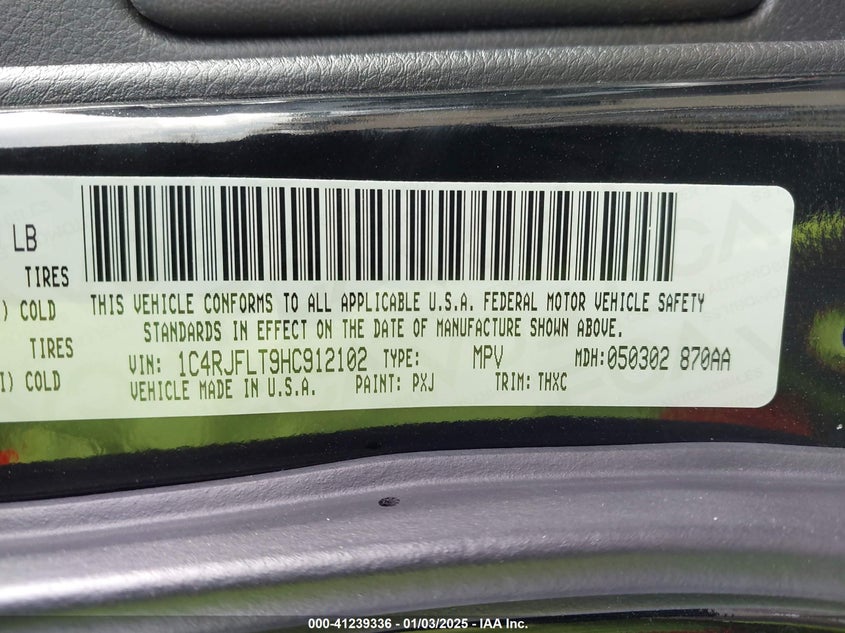 LB
TIRES
) COLD
TIRES
I) COLD
THIS VEHICLE CONFORMS TO ALL APPLICABLE U.S.A. FEDERAL MOTOR VEHICLE SAFETY
STANDARDS IN EFFECT ON THE DATE OF MANUFACTURE SHOWN ABOVE.
VIN: 1C4RJFLT9HC912102 TYPE: MPV MDH:050302 870AA
VEHICLE MADE IN U.S.A. PAINT: PXJ TRIM: THXC
000-41239336 - 01/03/2025 - IAA Inc.